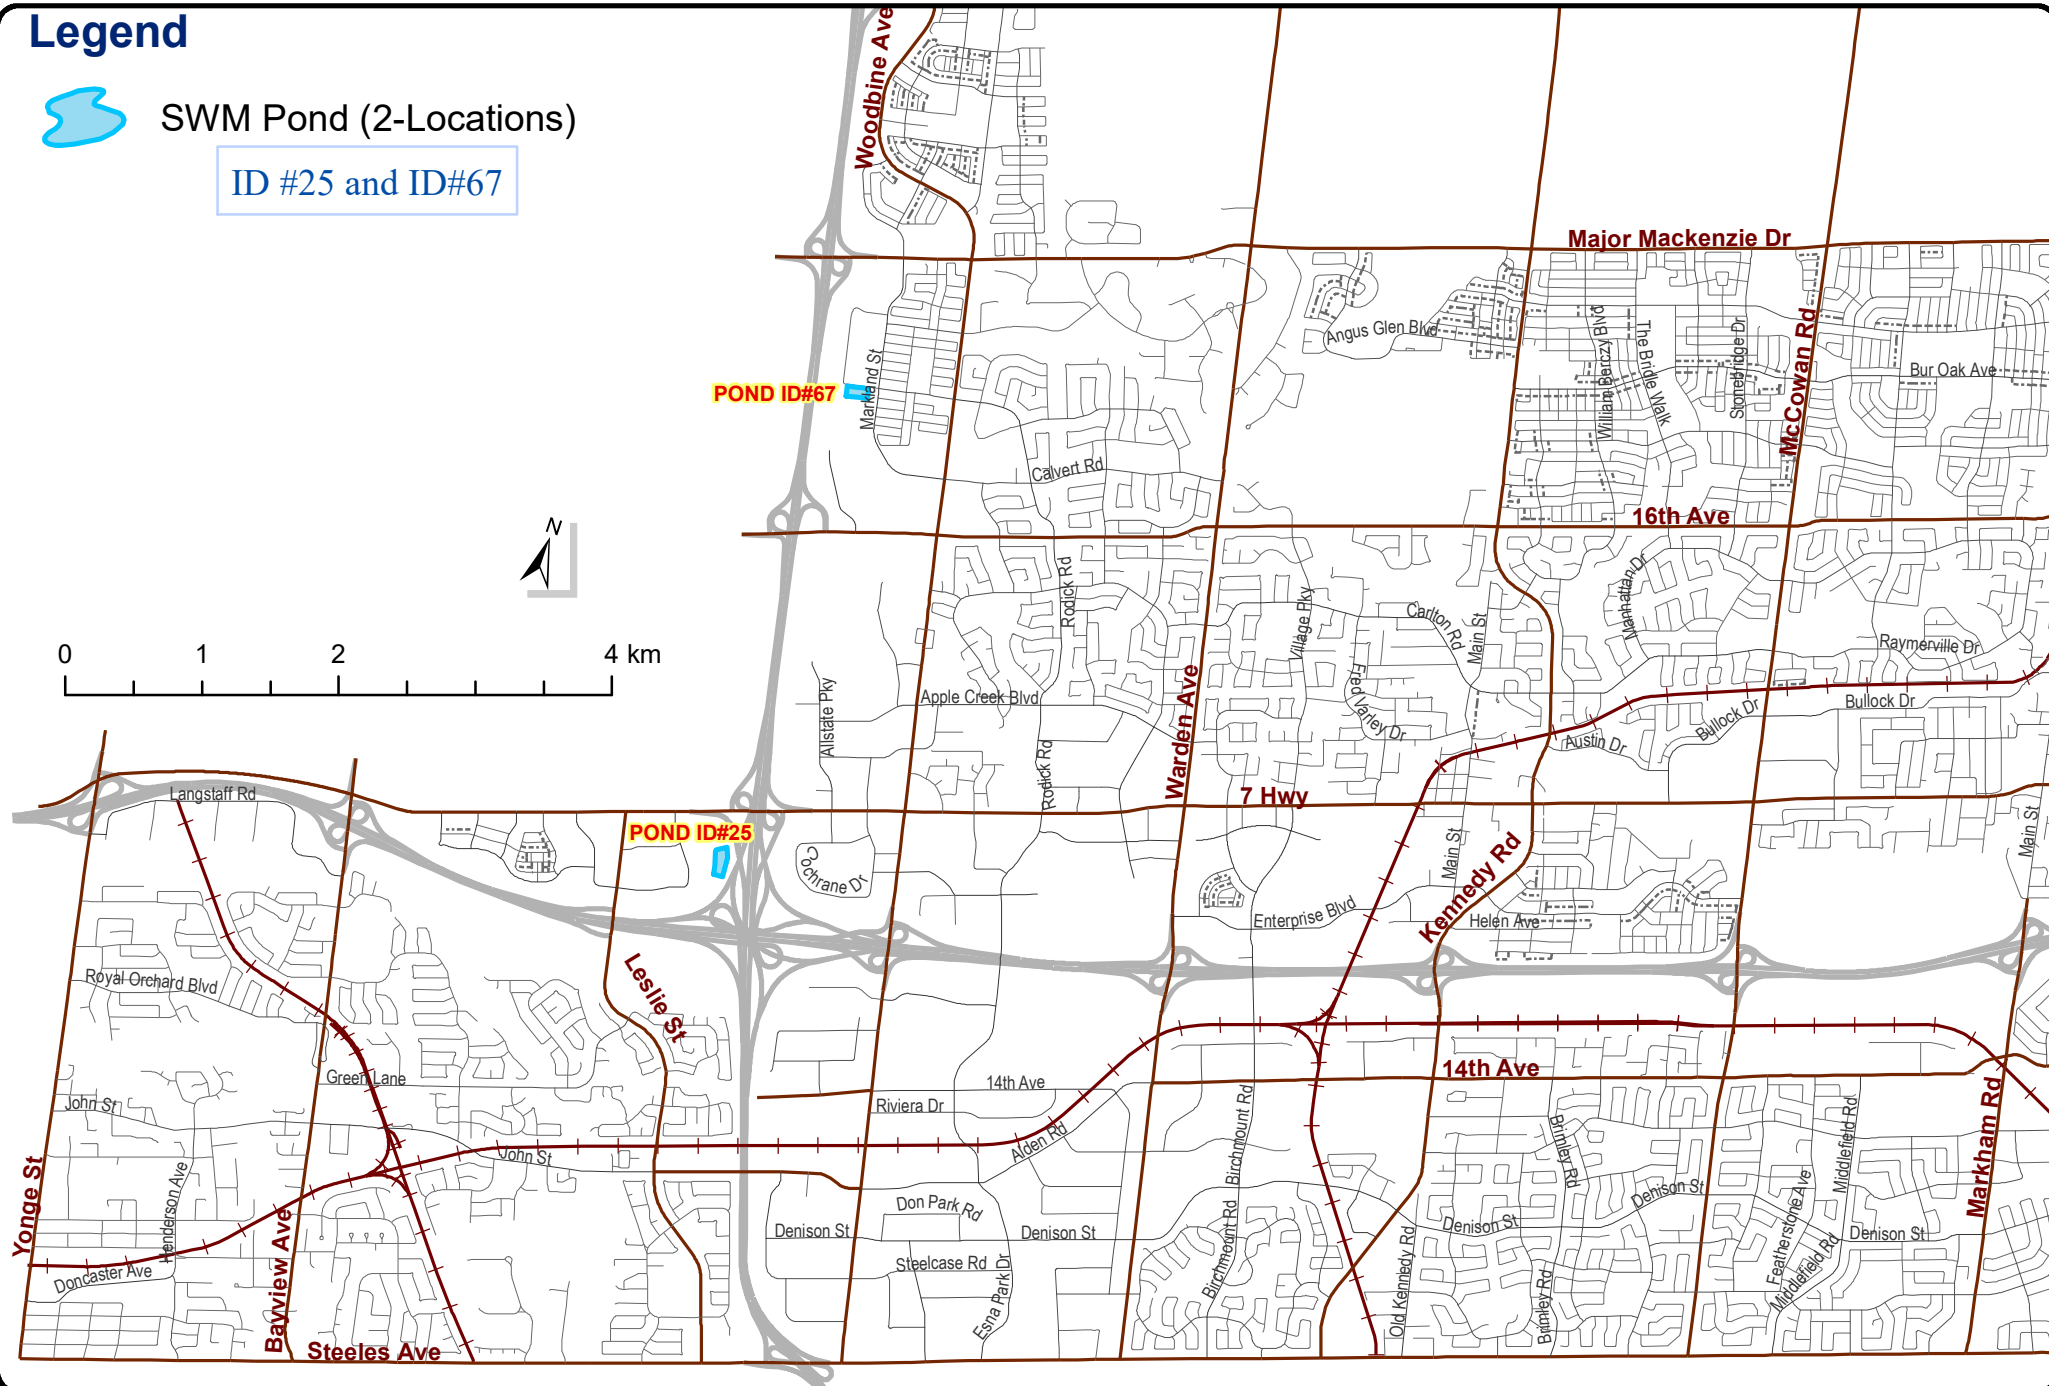 Legend
SWM Pond (2-Locations)
ID #25 and ID#67
Woodbine Ave
Major Mackenzie Dr
Angus Glen Blvd
William Berczy Blvd
The Bridle Walk
Stonebridge Dr
McCowan Rd
Bur Oak Ave
POND ID#67
Markland St
Calvert Rd
16th Ave
N
Rodick Rd
Village Pky
Carlton Rd
Main St
Manhattan Dr
Raymerville Dr
0 1 2 4 km
Allstate Pky
Apple Creek Blvd
Rodick Rd
Warden Ave
Fred Varley Dr
Austin Dr
Bullock Dr
Bullock Dr
Langstaff Rd
7 Hwy
POND ID#25
Cochrane Dr
Main St
Kennedy Rd
Main St
Enterprise Blvd
Helen Ave
Royal Orchard Blvd
Leslie St
Green Lane
14th Ave
14th Ave
John St
Riviera Dr
Alden Rd
Birchmount Rd
Brimley Rd
Middlefield Rd
Markham Rd
John St
Yonge St
Henderson Ave
Don Park Rd
Denison St
Denison St
Birchmount Rd
Denison St
Denison St
Featherstone Ave
Denison St
Middlefield Rd
Steelcase Rd
Esna Park Dr
Old Kennedy Rd
Brimley Rd
Doncaster Ave
Bayview Ave
Steeles Ave